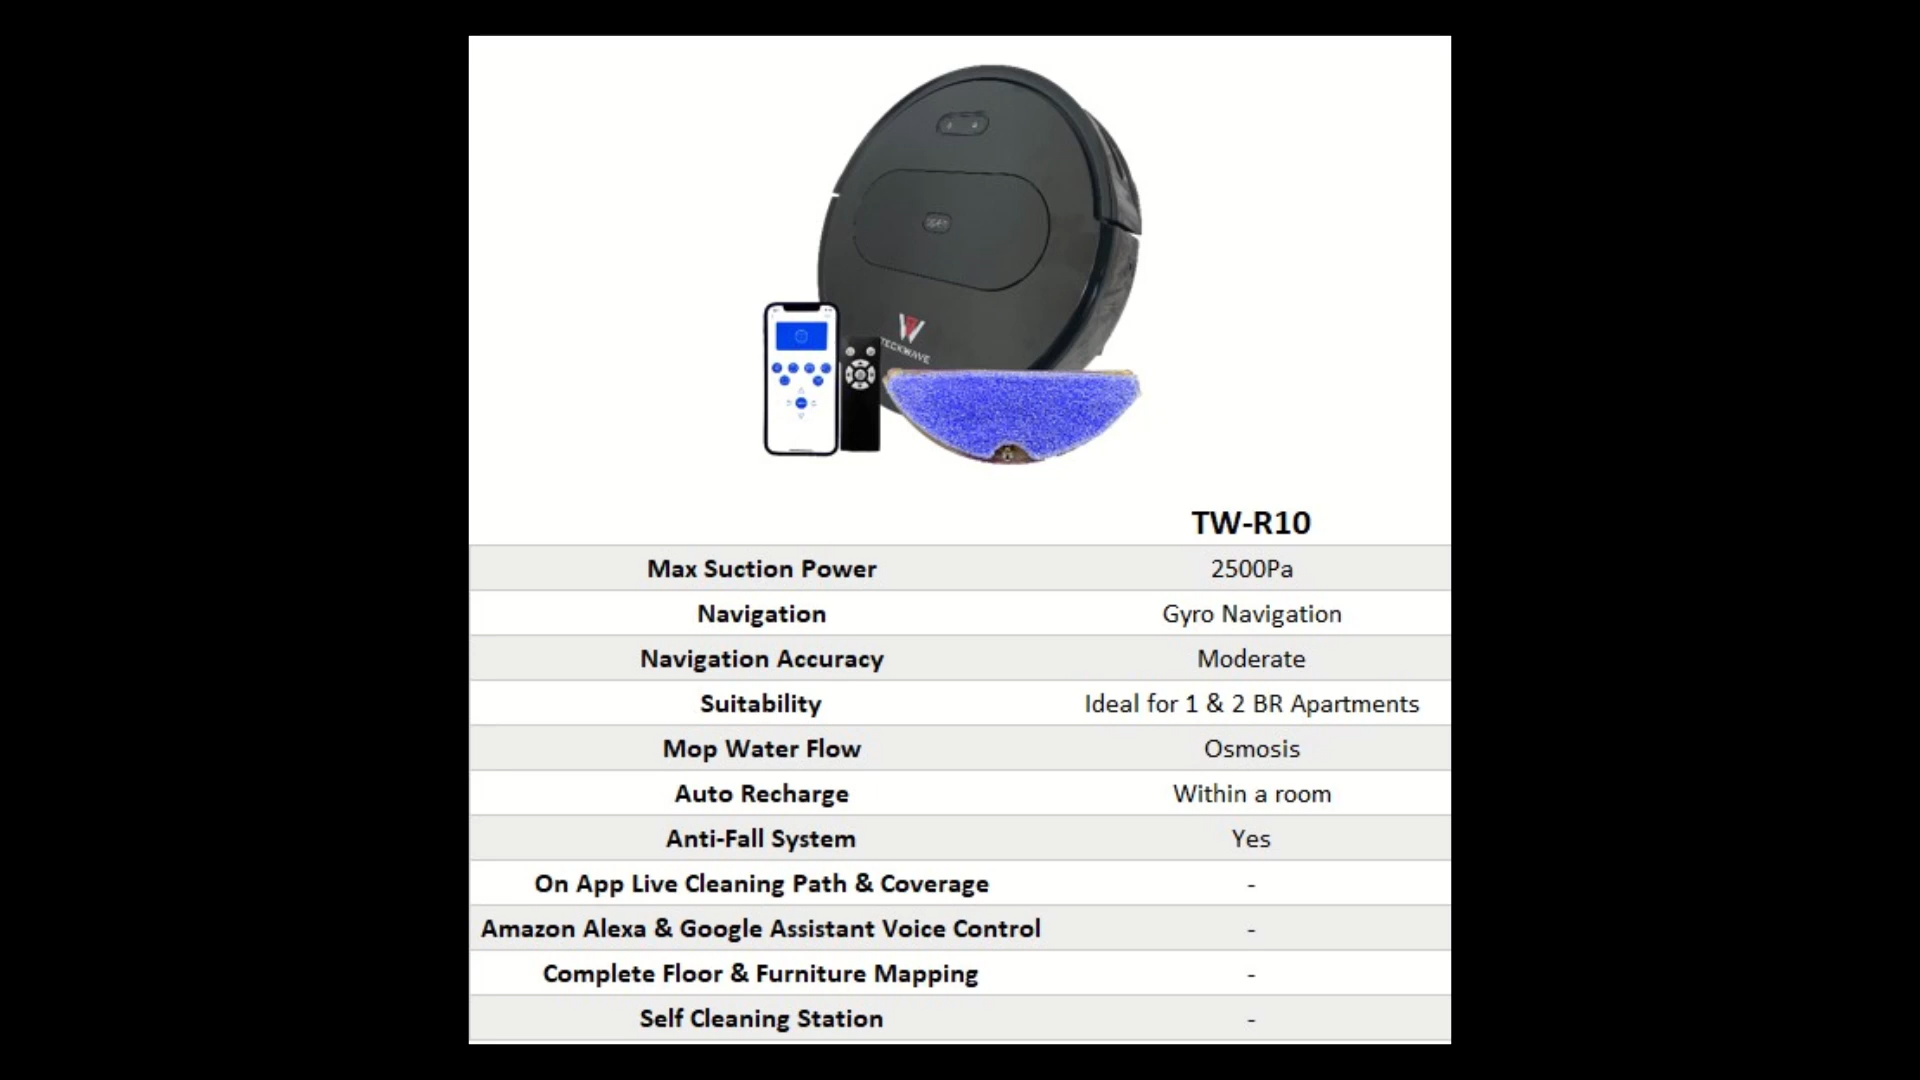 TECKWAVE
TW-R10
Max Suction Power 2500Pa
Navigation Gyro Navigation
Navigation Accuracy Moderate
Suitability Ideal for 1 & 2 BR Apartments
Mop Water Flow Osmosis
Auto Recharge Within a room
Anti-Fall System Yes
On App Live Cleaning Path & Coverage -
Amazon Alexa & Google Assistant Voice Control -
Complete Floor & Furniture Mapping -
Self Cleaning Station -